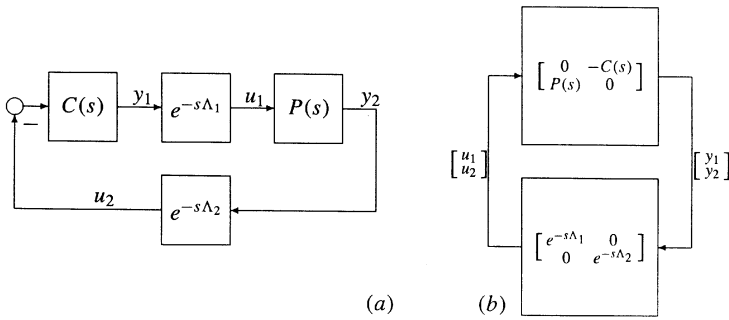 C(s)
y₁
e^{-sΛ₁}
u₁
P(s)
y₂
−
u₂
e^{-sΛ₂}
(a)
[ 0 −C(s) ]
[ P(s) 0 ]
[ u₁ ]
[ u₂ ]
[ y₁ ]
[ y₂ ]
[ e^{-sΛ₁} 0 ]
[ 0 e^{-sΛ₂} ]
(b)